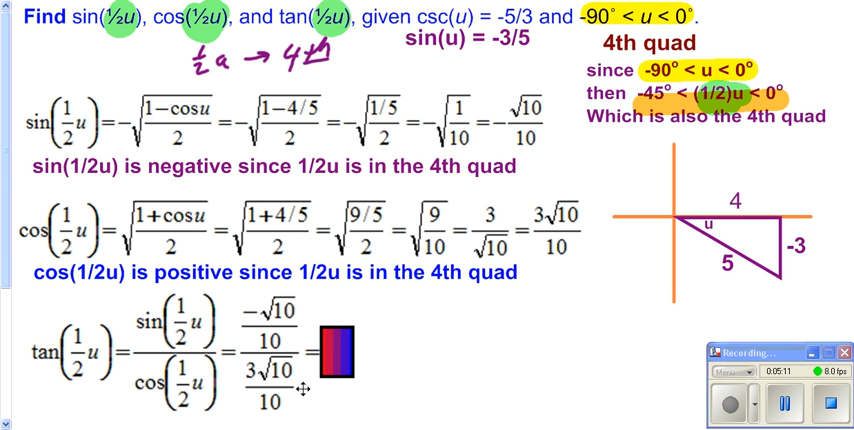 Find sin(½u), cos(½u), and tan(½u), given csc(u) = -5/3 and -90° < u < 0°.
sin(u) = -3/5
4th quad
½u → 4th
since -90° < u < 0°
then -45° < (1/2)u < 0°
Which is also the 4th quad
sin(1/2 u) = -√((1-cosu)/2) = -√((1-4/5)/2) = -√((1/5)/2) = -√(1/10) = -√10/10
sin(1/2u) is negative since 1/2u is in the 4th quad
cos(1/2 u) = √((1+cosu)/2) = √((1+4/5)/2) = √((9/5)/2) = √(9/10) = 3/√10 = 3√10/10
cos(1/2u) is positive since 1/2u is in the 4th quad
4
u
-3
5
tan(1/2 u) = sin(1/2 u)/cos(1/2 u) = (-√10/10)/(3√10/10) =
Recording...
Menu
0:05:11
8.0 fps